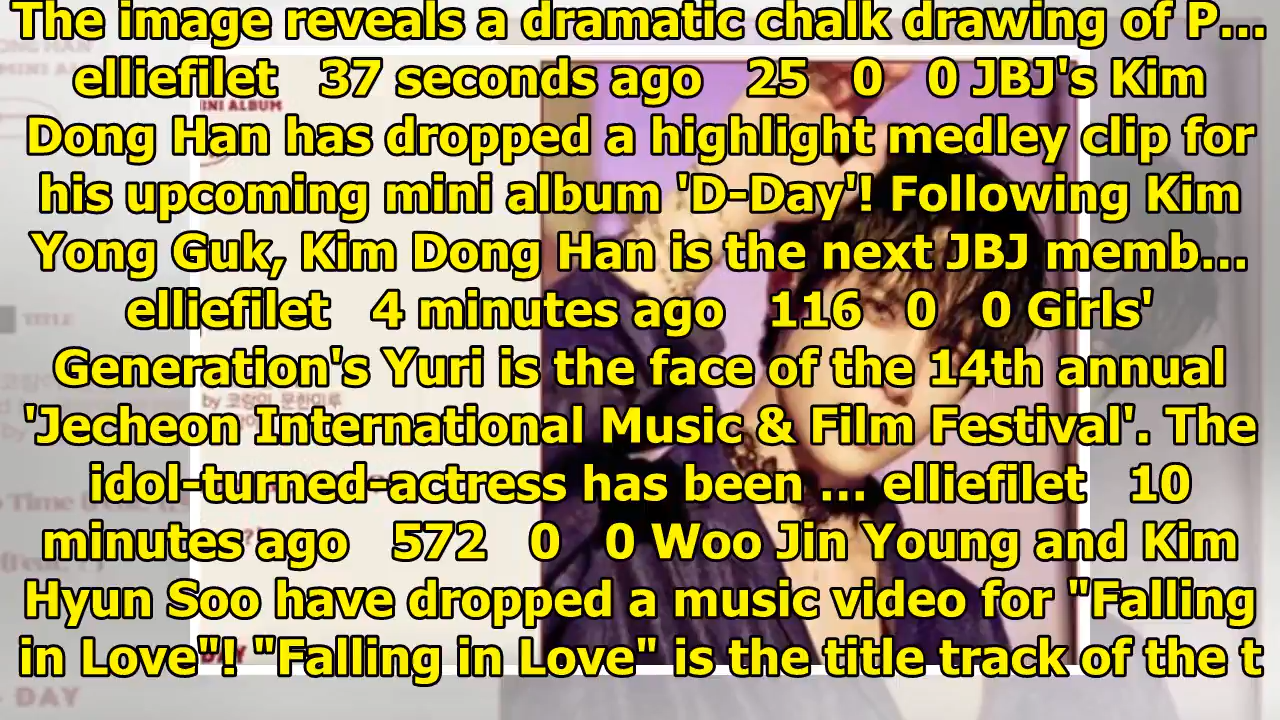 The image reveals a dramatic chalk drawing of P...
elliefilet 37 seconds ago 25 0 0 JBJ's Kim
Dong Han has dropped a highlight medley clip for
his upcoming mini album 'D-Day'! Following Kim
Yong Guk, Kim Dong Han is the next JBJ memb...
elliefilet 4 minutes ago 116 0 0 Girls'
Generation's Yuri is the face of the 14th annual
'Jecheon International Music & Film Festival'. The
idol-turned-actress has been ... elliefilet 10
minutes ago 572 0 0 Woo Jin Young and Kim
Hyun Soo have dropped a music video for "Falling
in Love"! "Falling in Love" is the title track of the t
INI ALBUM
TITLE
- DAY